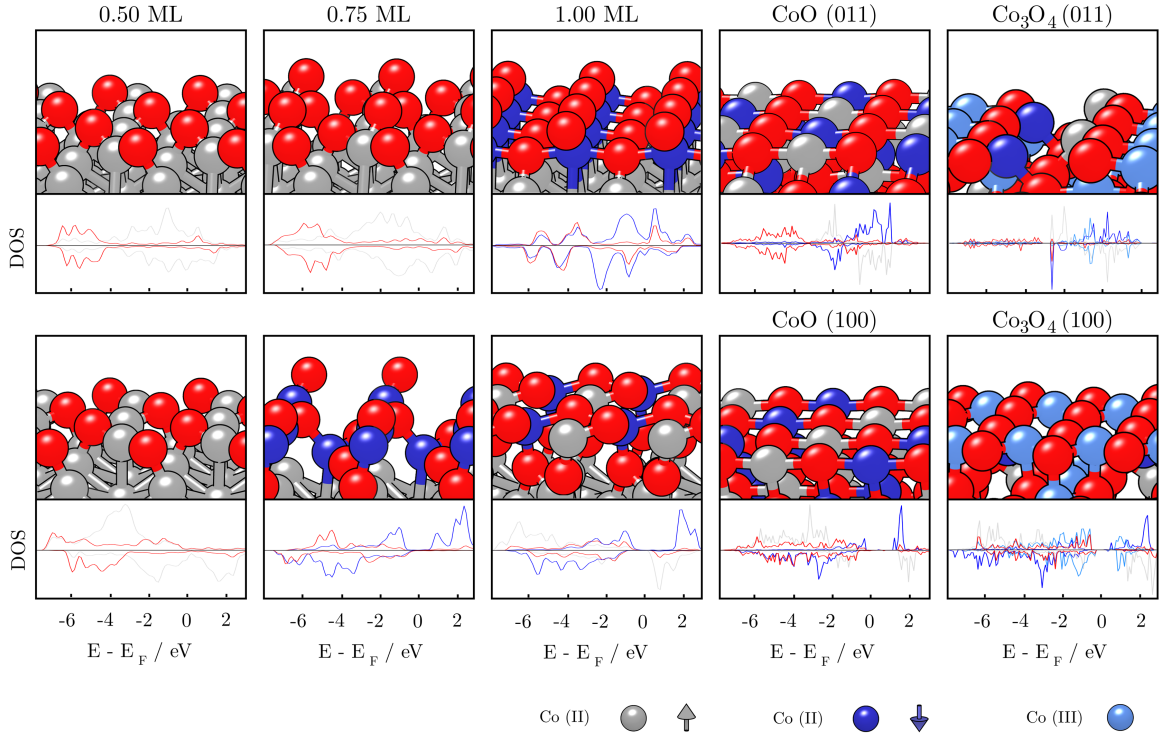 0.50 ML 0.75 ML 1.00 ML CoO (011) Co3O4 (011)
DOS
CoO (100) Co3O4 (100)
DOS
-6 -4 -2 0 2 -6 -4 -2 0 2 -6 -4 -2 0 2 -6 -4 -2 0 2 -6 -4 -2 0 2
E - EF / eV E - EF / eV E - EF / eV E - EF / eV E - EF / eV
Co (II) Co (II) Co (III)